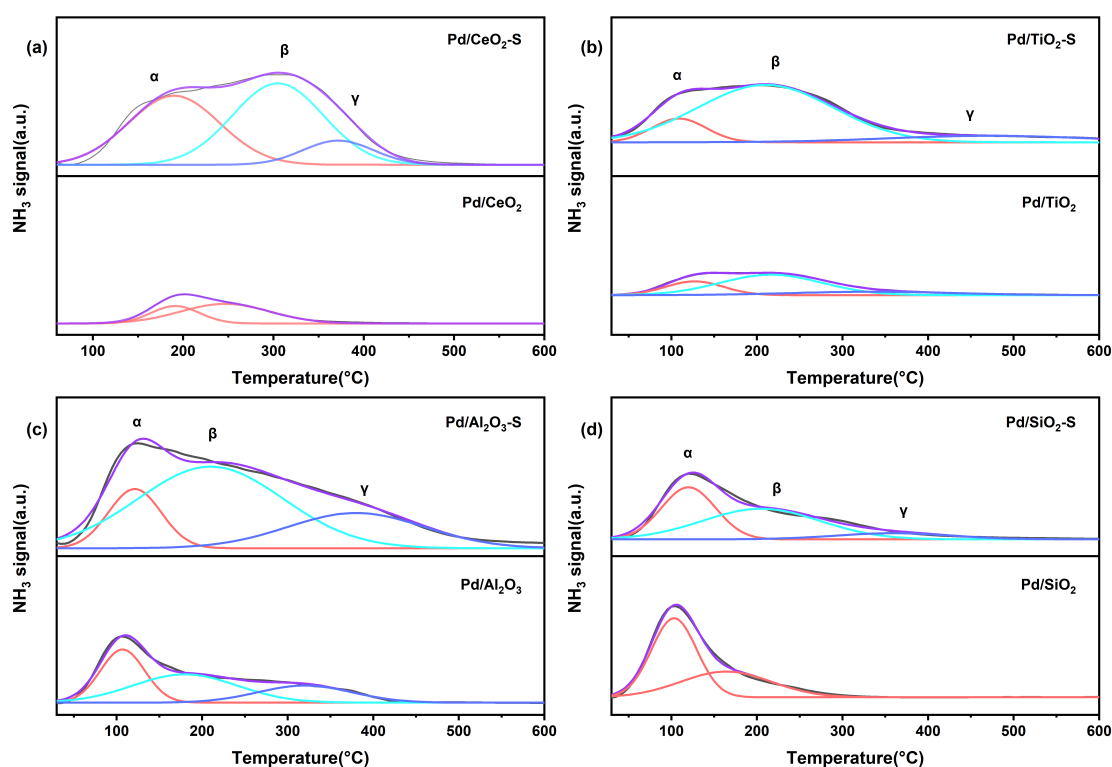 (a)
Pd/CeO₂-S
α
β
γ
Pd/CeO₂
NH₃ signal(a.u.)
100 200 300 400 500 600
Temperature(°C)
(b)
Pd/TiO₂-S
α
β
γ
Pd/TiO₂
NH₃ signal(a.u.)
100 200 300 400 500 600
Temperature(°C)
(c)
Pd/Al₂O₃-S
α
β
γ
Pd/Al₂O₃
NH₃ signal(a.u.)
100 200 300 400 500 600
Temperature(°C)
(d)
Pd/SiO₂-S
α
β
γ
Pd/SiO₂
NH₃ signal(a.u.)
100 200 300 400 500 600
Temperature(°C)